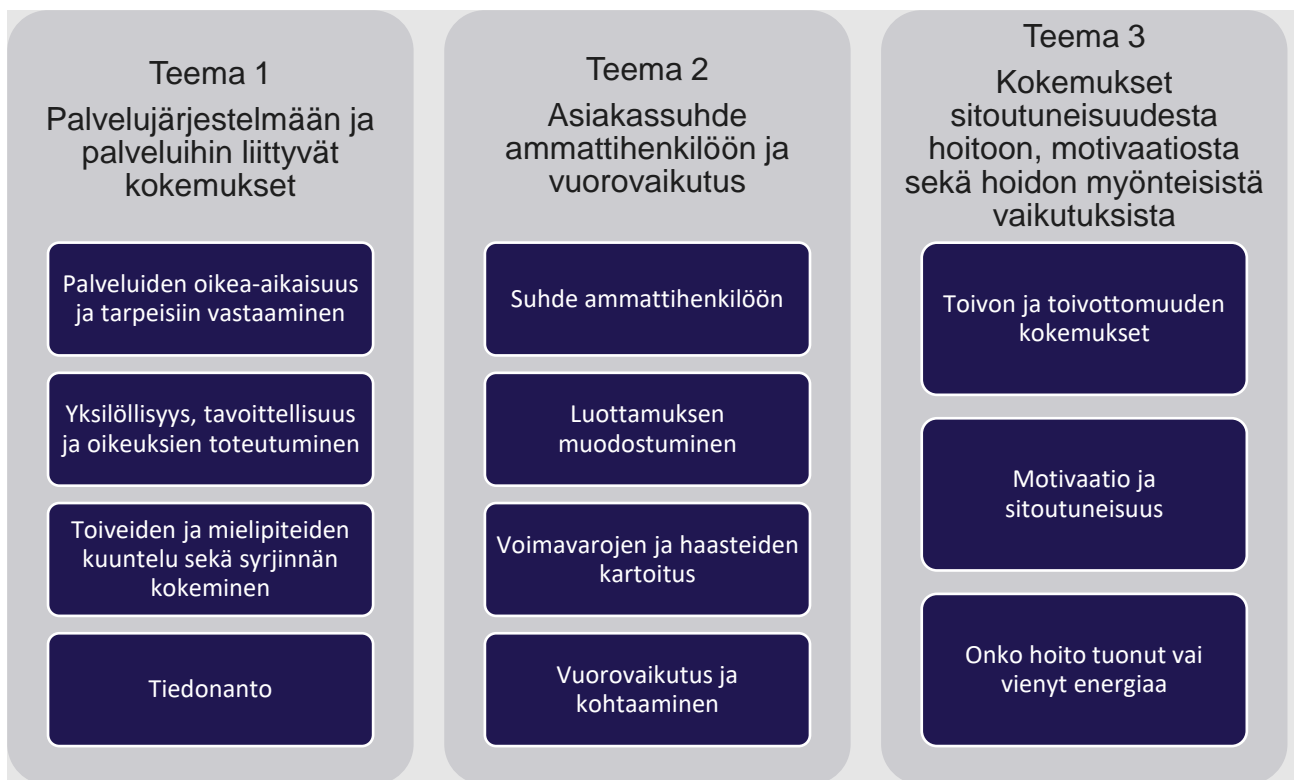 Teema 1
Palvelujärjestelmään ja
palveluihin liittyvät
kokemukset
Palveluiden oikea-aikaisuus
ja tarpeisiin vastaaminen
Yksilöllisyys, tavoittellisuus
ja oikeuksien toteutuminen
Toiveiden ja mielipiteiden
kuuntelu sekä syrjinnän
kokeminen
Tiedonanto
Teema 2
Asiakassuhde
ammattihenkilöön ja
vuorovaikutus
Suhde ammattihenkilöön
Luottamuksen
muodostuminen
Voimavarojen ja haasteiden
kartoitus
Vuorovaikutus ja
kohtaaminen
Teema 3
Kokemukset
sitoutuneisuudesta
hoitoon, motivaatiosta
sekä hoidon myönteisistä
vaikutuksista
Toivon ja toivottomuuden
kokemukset
Motivaatio ja
sitoutuneisuus
Onko hoito tuonut vai
vienyt energiaa